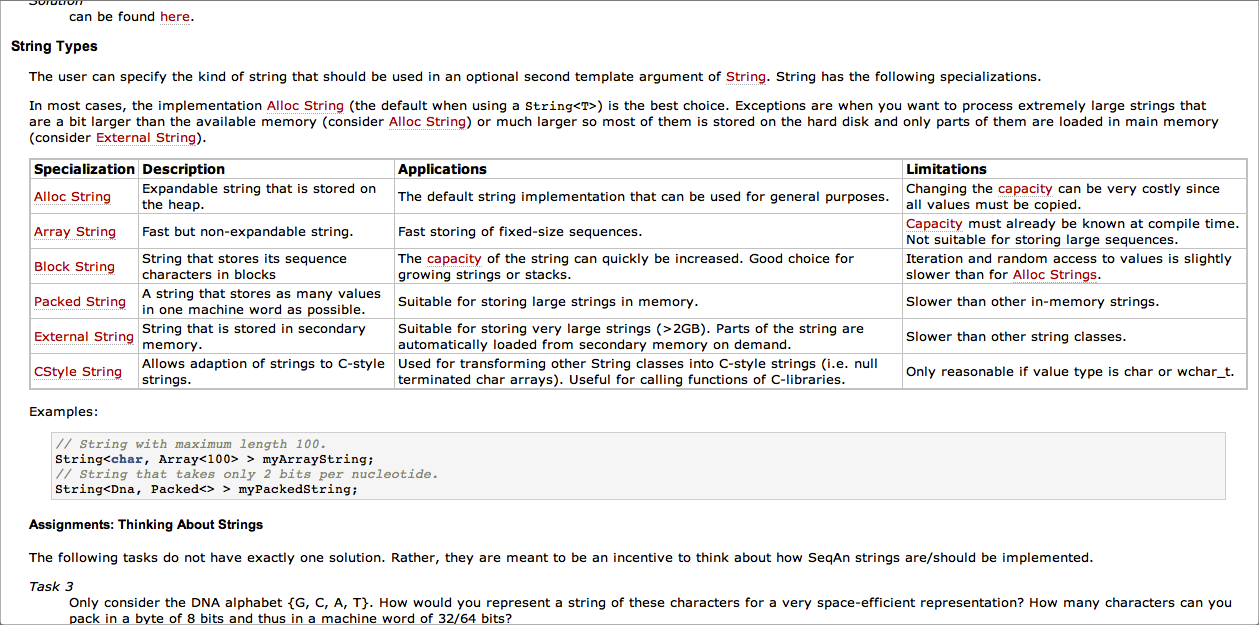 Solution
can be found here.
String Types
The user can specify the kind of string that should be used in an optional second template argument of String. String has the following specializations.
In most cases, the implementation Alloc String (the default when using a String<T>) is the best choice. Exceptions are when you want to process extremely large strings that
are a bit larger than the available memory (consider Alloc String) or much larger so most of them is stored on the hard disk and only parts of them are loaded in main memory
(consider External String).
Specialization Description Applications Limitations
Alloc String
Expandable string that is stored on
the heap.
The default string implementation that can be used for general purposes.
Changing the capacity can be very costly since
all values must be copied.
Array String
Fast but non-expandable string.
Fast storing of fixed-size sequences.
Capacity must already be known at compile time.
Not suitable for storing large sequences.
Block String
String that stores its sequence
characters in blocks
The capacity of the string can quickly be increased. Good choice for
growing strings or stacks.
Iteration and random access to values is slightly
slower than for Alloc Strings.
Packed String
A string that stores as many values
in one machine word as possible.
Suitable for storing large strings in memory.
Slower than other in-memory strings.
External String
String that is stored in secondary
memory.
Suitable for storing very large strings (>2GB). Parts of the string are
automatically loaded from secondary memory on demand.
Slower than other string classes.
CStyle String
Allows adaption of strings to C-style
strings.
Used for transforming other String classes into C-style strings (i.e. null
terminated char arrays). Useful for calling functions of C-libraries.
Only reasonable if value type is char or wchar_t.
Examples:
// String with maximum length 100.
String<char, Array<100> > myArrayString;
// String that takes only 2 bits per nucleotide.
String<Dna, Packed<> > myPackedString;
Assignments: Thinking About Strings
The following tasks do not have exactly one solution. Rather, they are meant to be an incentive to think about how SeqAn strings are/should be implemented.
Task 3
Only consider the DNA alphabet {G, C, A, T}. How would you represent a string of these characters for a very space-efficient representation? How many characters can you
pack in a byte of 8 bits and thus in a machine word of 32/64 bits?